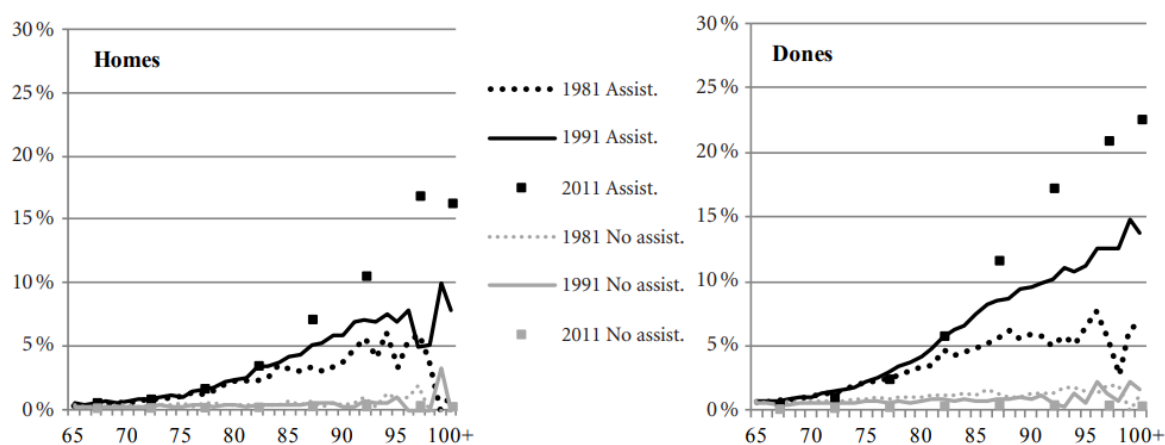 Homes
30 %
25 %
20 %
15 %
10 %
5 %
0 %
65 70 75 80 85 90 95 100+
1981 Assist.
1991 Assist.
2011 Assist.
1981 No assist.
1991 No assist.
2011 No assist.
Dones
30 %
25 %
20 %
15 %
10 %
5 %
0 %
65 70 75 80 85 90 95 100+